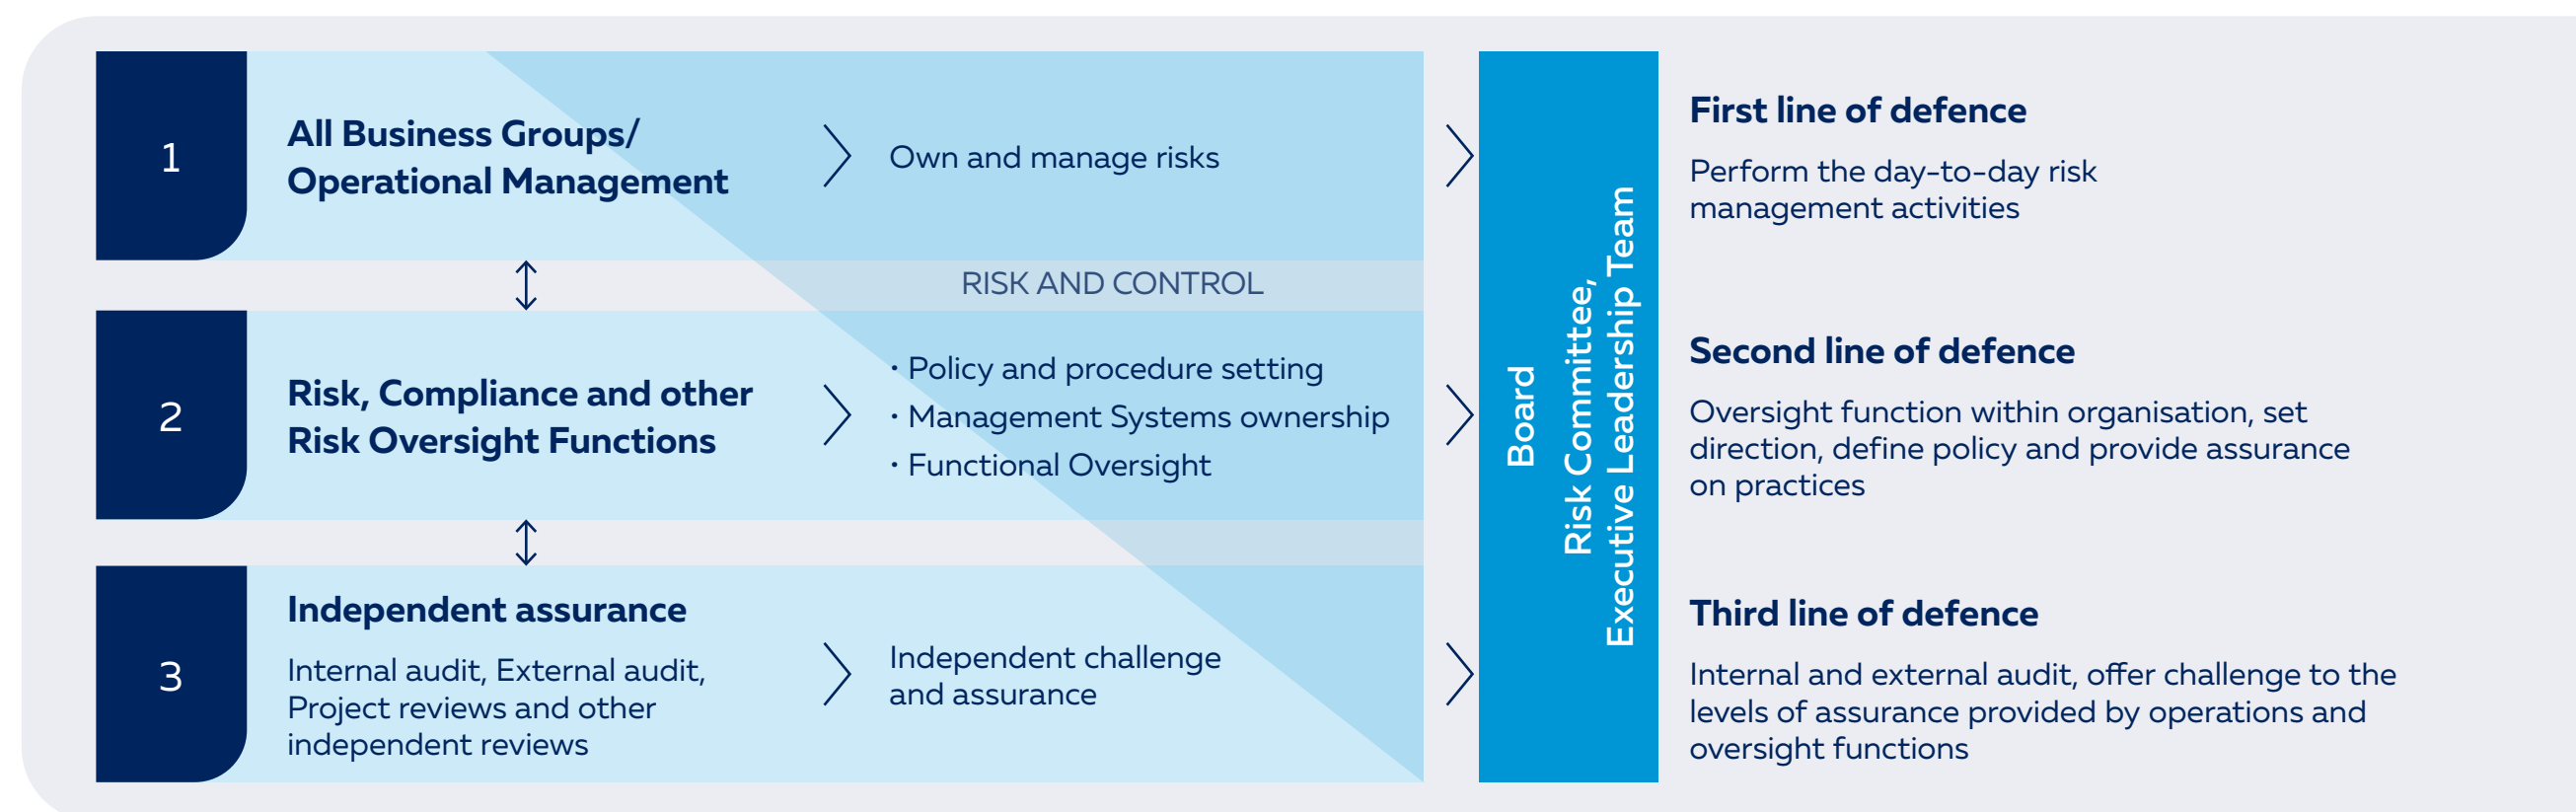 1
All Business Groups/
Operational Management
Own and manage risks
RISK AND CONTROL
2
Risk, Compliance and other
Risk Oversight Functions
• Policy and procedure setting
• Management Systems ownership
• Functional Oversight
3
Independent assurance
Internal audit, External audit,
Project reviews and other
independent reviews
Independent challenge
and assurance
Board
Risk Committee,
Executive Leadership Team
First line of defence
Perform the day-to-day risk
management activities
Second line of defence
Oversight function within organisation, set
direction, define policy and provide assurance
on practices
Third line of defence
Internal and external audit, offer challenge to the
levels of assurance provided by operations and
oversight functions